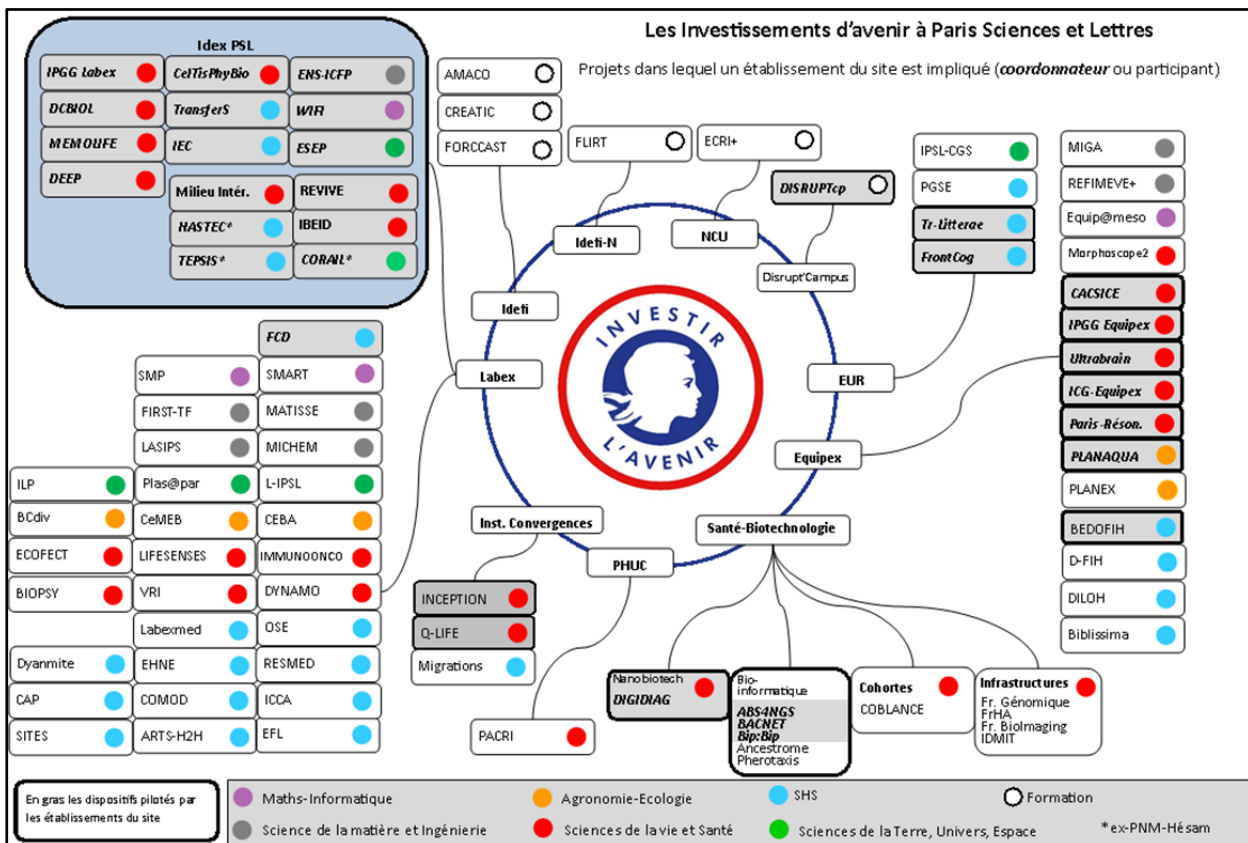 Les Investissements d'avenir à Paris Sciences et Lettres
Projets dans lequel un établissement du site est impliqué (coordonnateur ou participant)
Idex PSL
IPGG Labex
CelTisPhyBio
ENS-ICFP
DCBIOL
TransferS
WIFI
MEMOLIFE
IEC
ESEP
DEEP
Milieu Intér.
REVIVE
HASTEC*
IBEID
TEPSIS*
CORAIL*
AMACO
CREATIC
FORCCAST
FLIRT
ECRI+
DISRUPTcp
IPSL-CGS
PGSE
Tr-Litterae
FrontCog
MIGA
REFIMEVE+
Equip@meso
Morphoscope2
CACSICE
IPGG Equipex
Ultrabrain
ICG-Equipex
Paris-Réson.
PLANAQUA
PLANEX
BEDOFIH
D-FIH
DILOH
Biblissima
Idefi-N
NCU
Disrupt'Campus
Idefi
Labex
EUR
Equipex
Inst. Convergences
Santé-Biotechnologie
PHUC
INVESTIR
L'AVENIR
FCD
SMP
SMART
FIRST-TF
MATISSE
LASIPS
MICHEM
ILP
Plas@par
L-IPSL
BCdiv
CeMEB
CEBA
ECOFECT
LIFESENSES
IMMUNOONCO
BIOPSY
VRI
DYNAMO
Labexmed
OSE
Dyanmite
EHNE
RESMED
CAP
COMOD
ICCA
SITES
ARTS-H2H
EFL
INCEPTION
Q-LIFE
Migrations
PACRI
Nanobiotech
DIGIDIAG
Bio-
informatique
ABS4NGS
BACNET
Bip:Bip
Ancestrome
Pherotaxis
Cohortes
COBLANCE
Infrastructures
Fr. Génomique
FrHA
Fr. BioImaging
IDMIT
En gras les dispositifs pilotés par
les établissements du site
Maths-Informatique
Agronomie-Ecologie
SHS
Formation
Science de la matière et Ingénierie
Sciences de la vie et Santé
Sciences de la Terre, Univers, Espace
*ex-PNM-Hésam